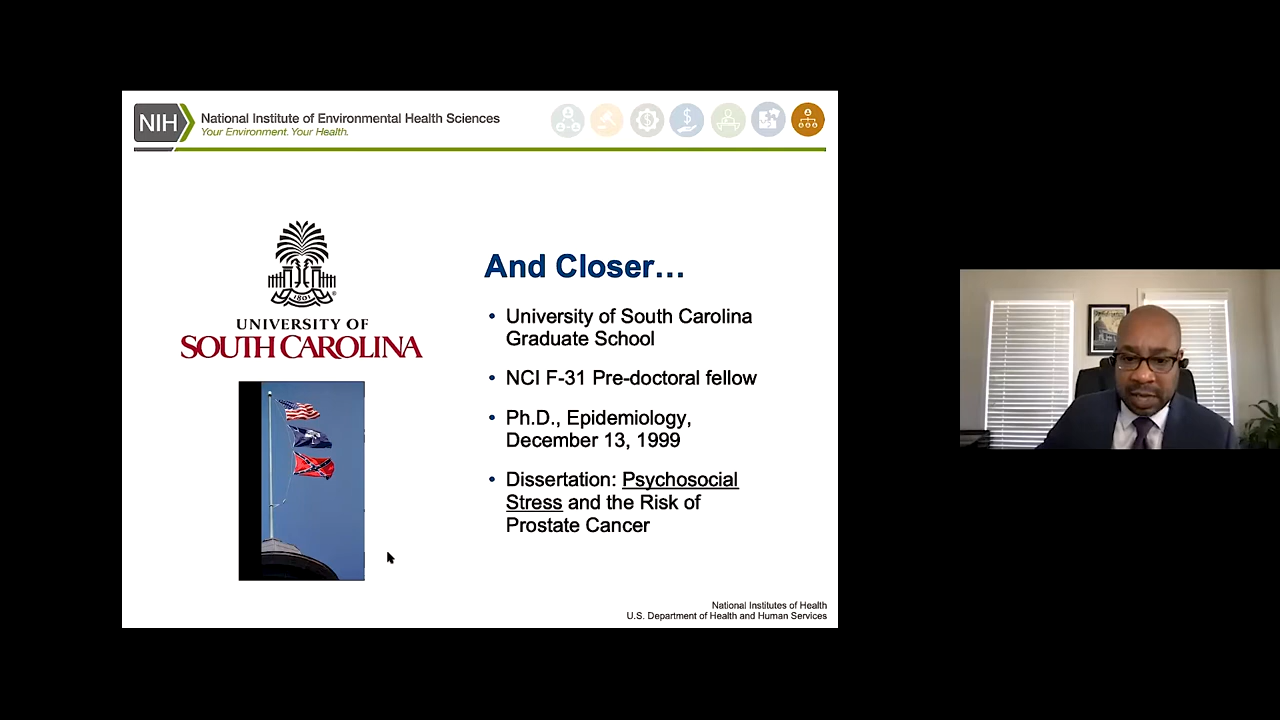 NIH
National Institute of Environmental Health Sciences
Your Environment. Your Health.
1801
UNIVERSITY OF
SOUTH CAROLINA
And Closer…
• University of South Carolina
Graduate School
• NCI F-31 Pre-doctoral fellow
• Ph.D., Epidemiology,
December 13, 1999
• Dissertation: Psychosocial
Stress and the Risk of
Prostate Cancer
National Institutes of Health
U.S. Department of Health and Human Services